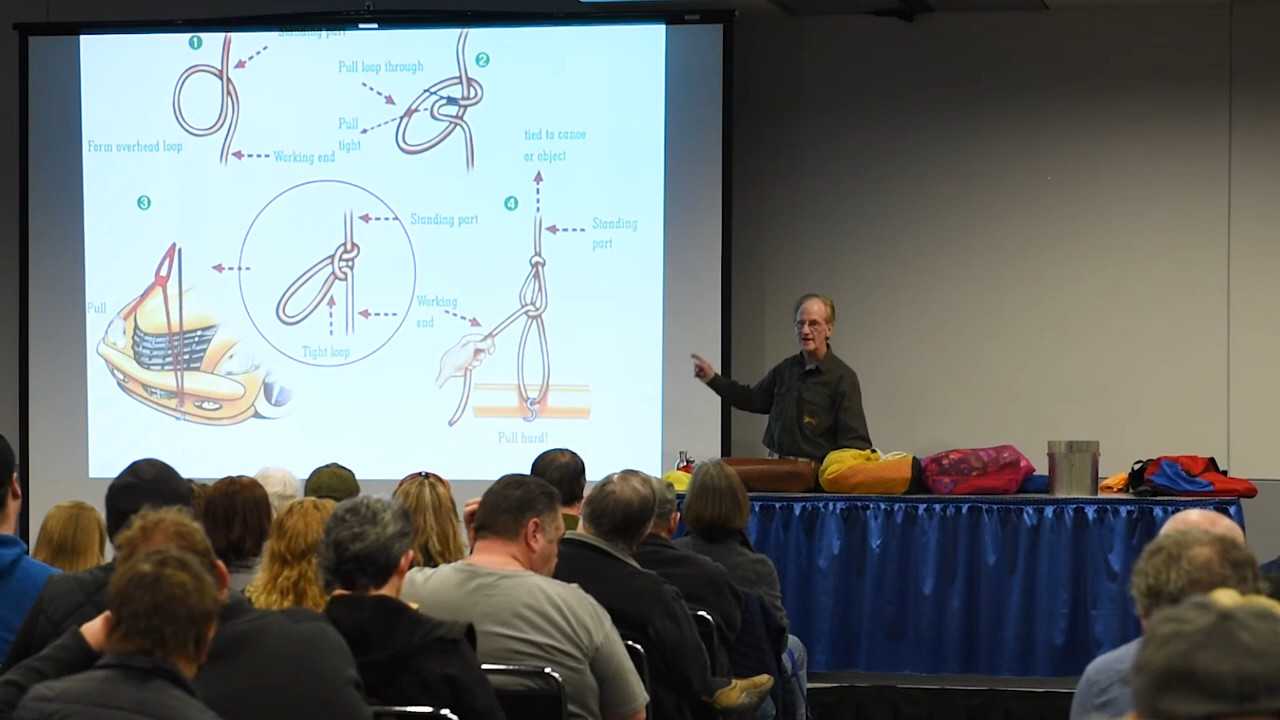 1
Standing part
Form overhead loop
Working end
2
Pull loop through
Pull
tight
tied to canoe
or object
3
Pull
Standing part
Tight loop
4
Standing
part
Working
end
Pull hard!